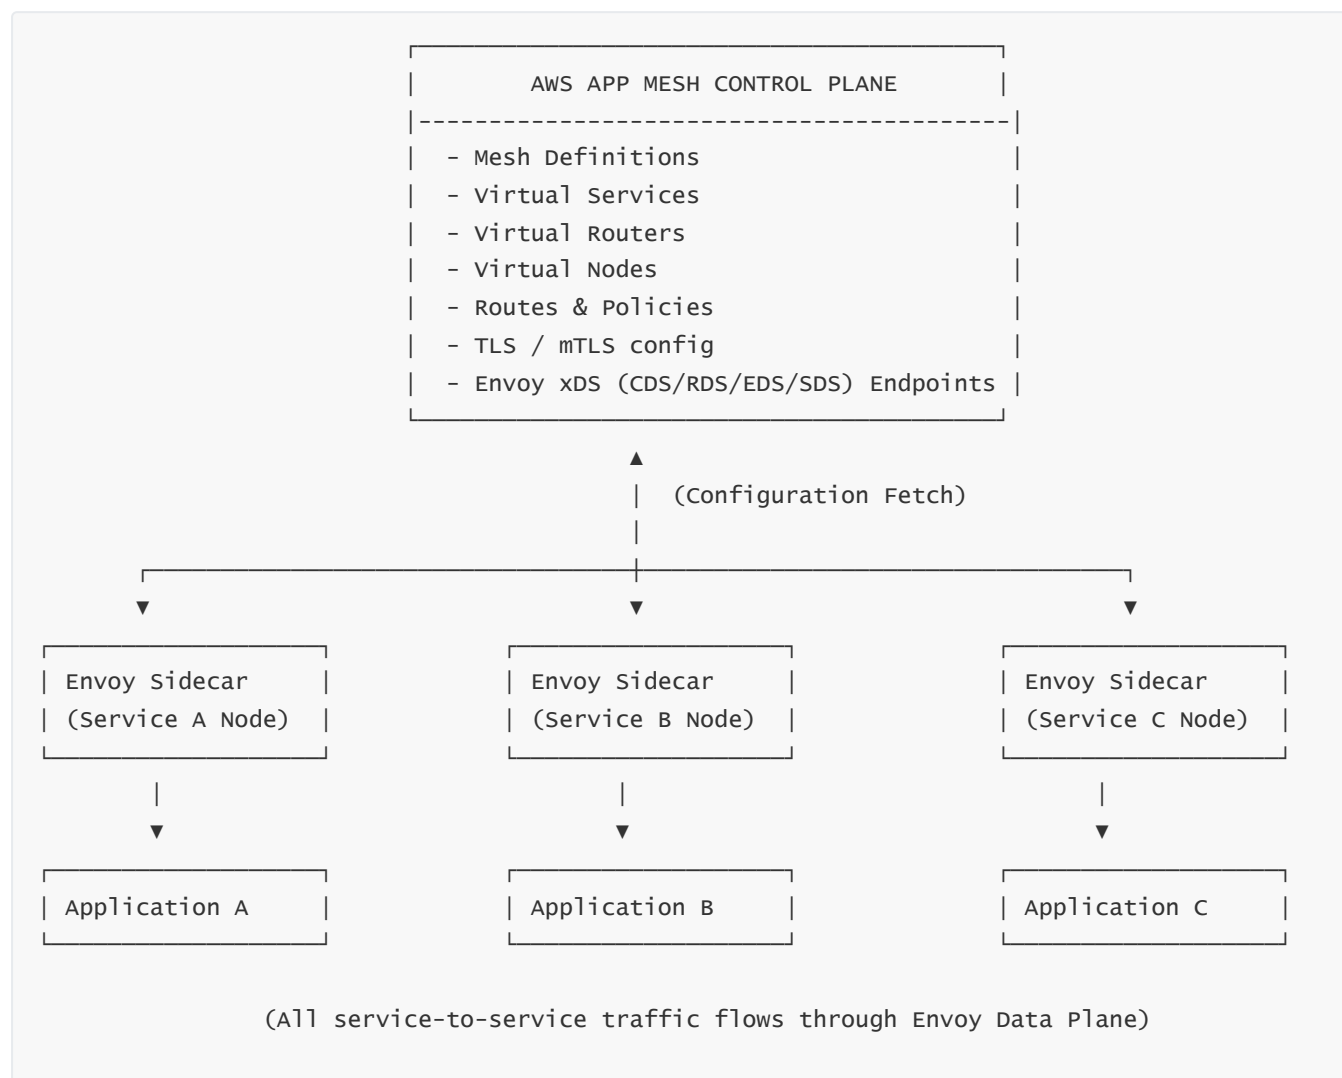 AWS APP MESH CONTROL PLANE
- Mesh Definitions
- Virtual Services
- Virtual Routers
- Virtual Nodes
- Routes & Policies
- TLS / mTLS config
- Envoy xDS (CDS/RDS/EDS/SDS) Endpoints
(Configuration Fetch)
Envoy Sidecar Envoy Sidecar Envoy Sidecar
(Service A Node) (Service B Node) (Service C Node)
Application A Application B Application C
(All service-to-service traffic flows through Envoy Data Plane)